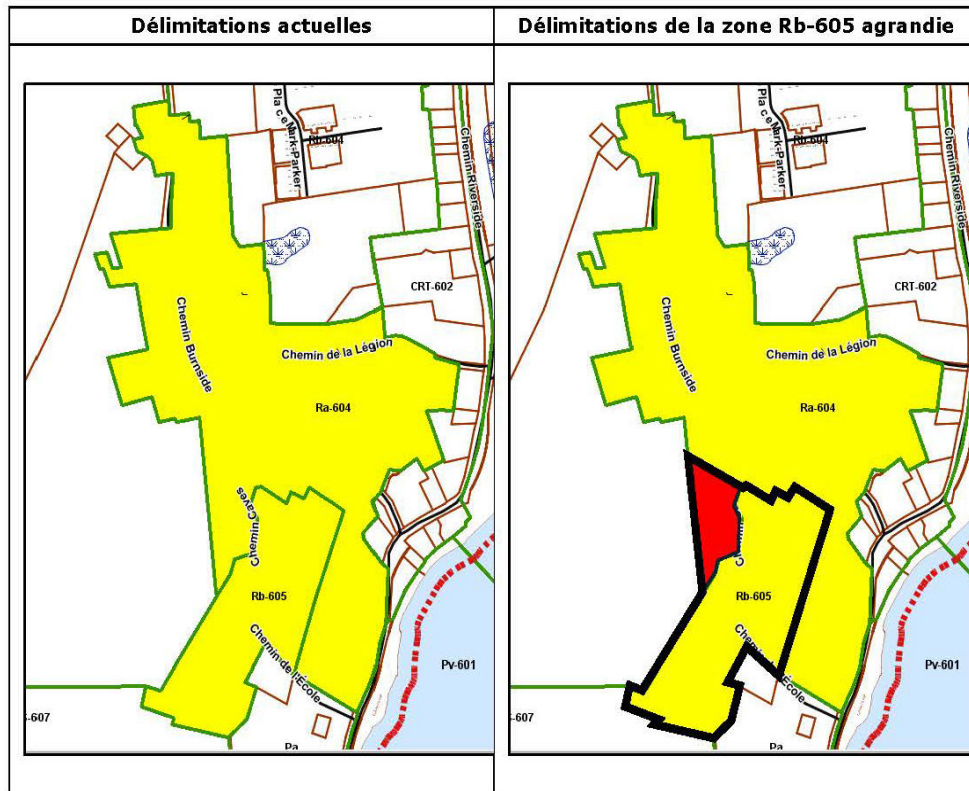 Délimitations actuelles
Délimitations de la zone Rb-605 agrandie
Place Mark-Parker
Rb-604
Chemin Riverside
CRT-602
Chemin Burnside
Chemin de la Légion
Ra-604
Chemin Caves
Rb-605
Chemin de l'École
Pv-601
-607
Pa
Place Mark-Parker
Rb-604
Chemin Riverside
CRT-602
Chemin Burnside
Chemin de la Légion
Ra-604
Rb-605
Chemin de l'École
Pv-601
-607
Pa